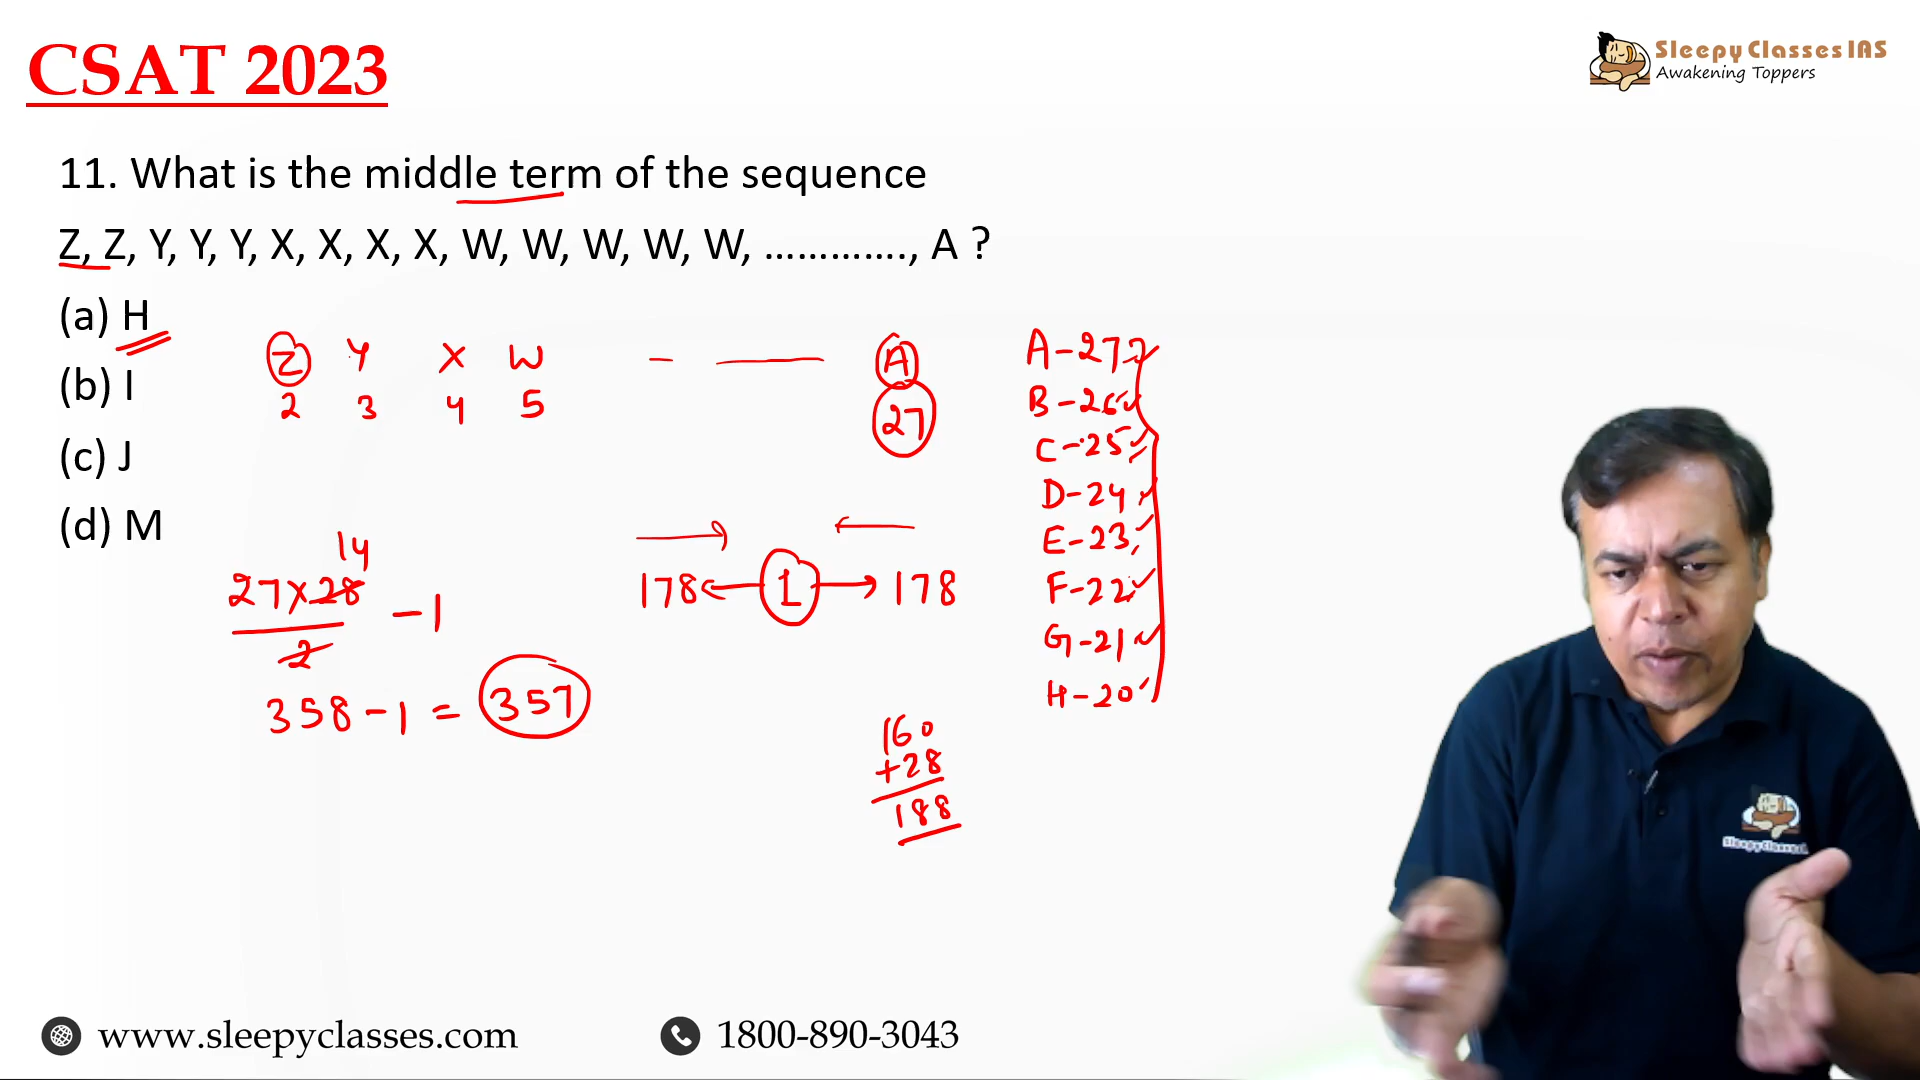 CSAT 2023
Sleepy Classes IAS
Awakening Toppers
11. What is the middle term of the sequence
Z, Z, Y, Y, Y, X, X, X, X, W, W, W, W, W, …………., A ?
(a) H
(b) I
(c) J
(d) M
Z Y X W – —— A
2 3 4 5 27
A-27
B-26
C-25
D-24
E-23
F-22
G-21
H-20
14
27×28 -1
2
358-1 = 357
178 ← 1 → 178
160
+28
188
SleepyClasses
www.sleepyclasses.com
1800-890-3043